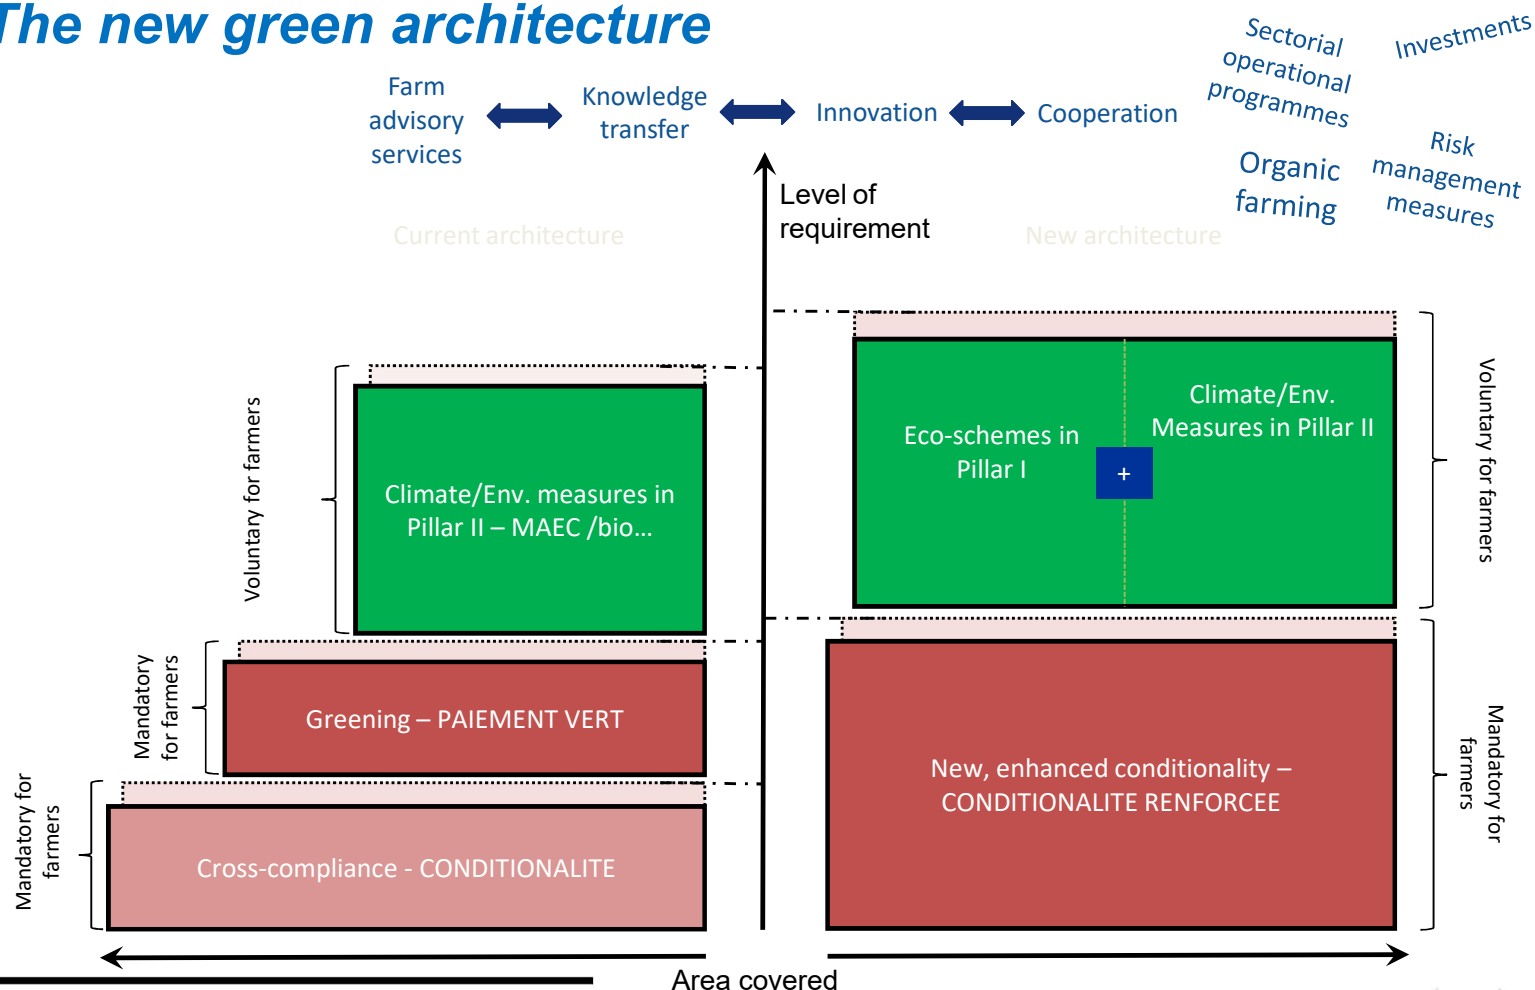 The new green architecture
Sectorial
operational
programmes
Investments
Farm
advisory
services
Knowledge
transfer
Innovation
Cooperation
Organic
farming
Risk
management
measures
Level of
requirement
Current architecture
New architecture
Voluntary for farmers
Climate/Env. measures in
Pillar II – MAEC /bio...
Eco-schemes in
Pillar I
+
Climate/Env.
Measures in Pillar II
Voluntary for farmers
Mandatory
for farmers
Greening – PAIEMENT VERT
Mandatory for
farmers
Cross-compliance - CONDITIONALITE
New, enhanced conditionality –
CONDITIONALITE RENFORCEE
Mandatory for
farmers
Area covered